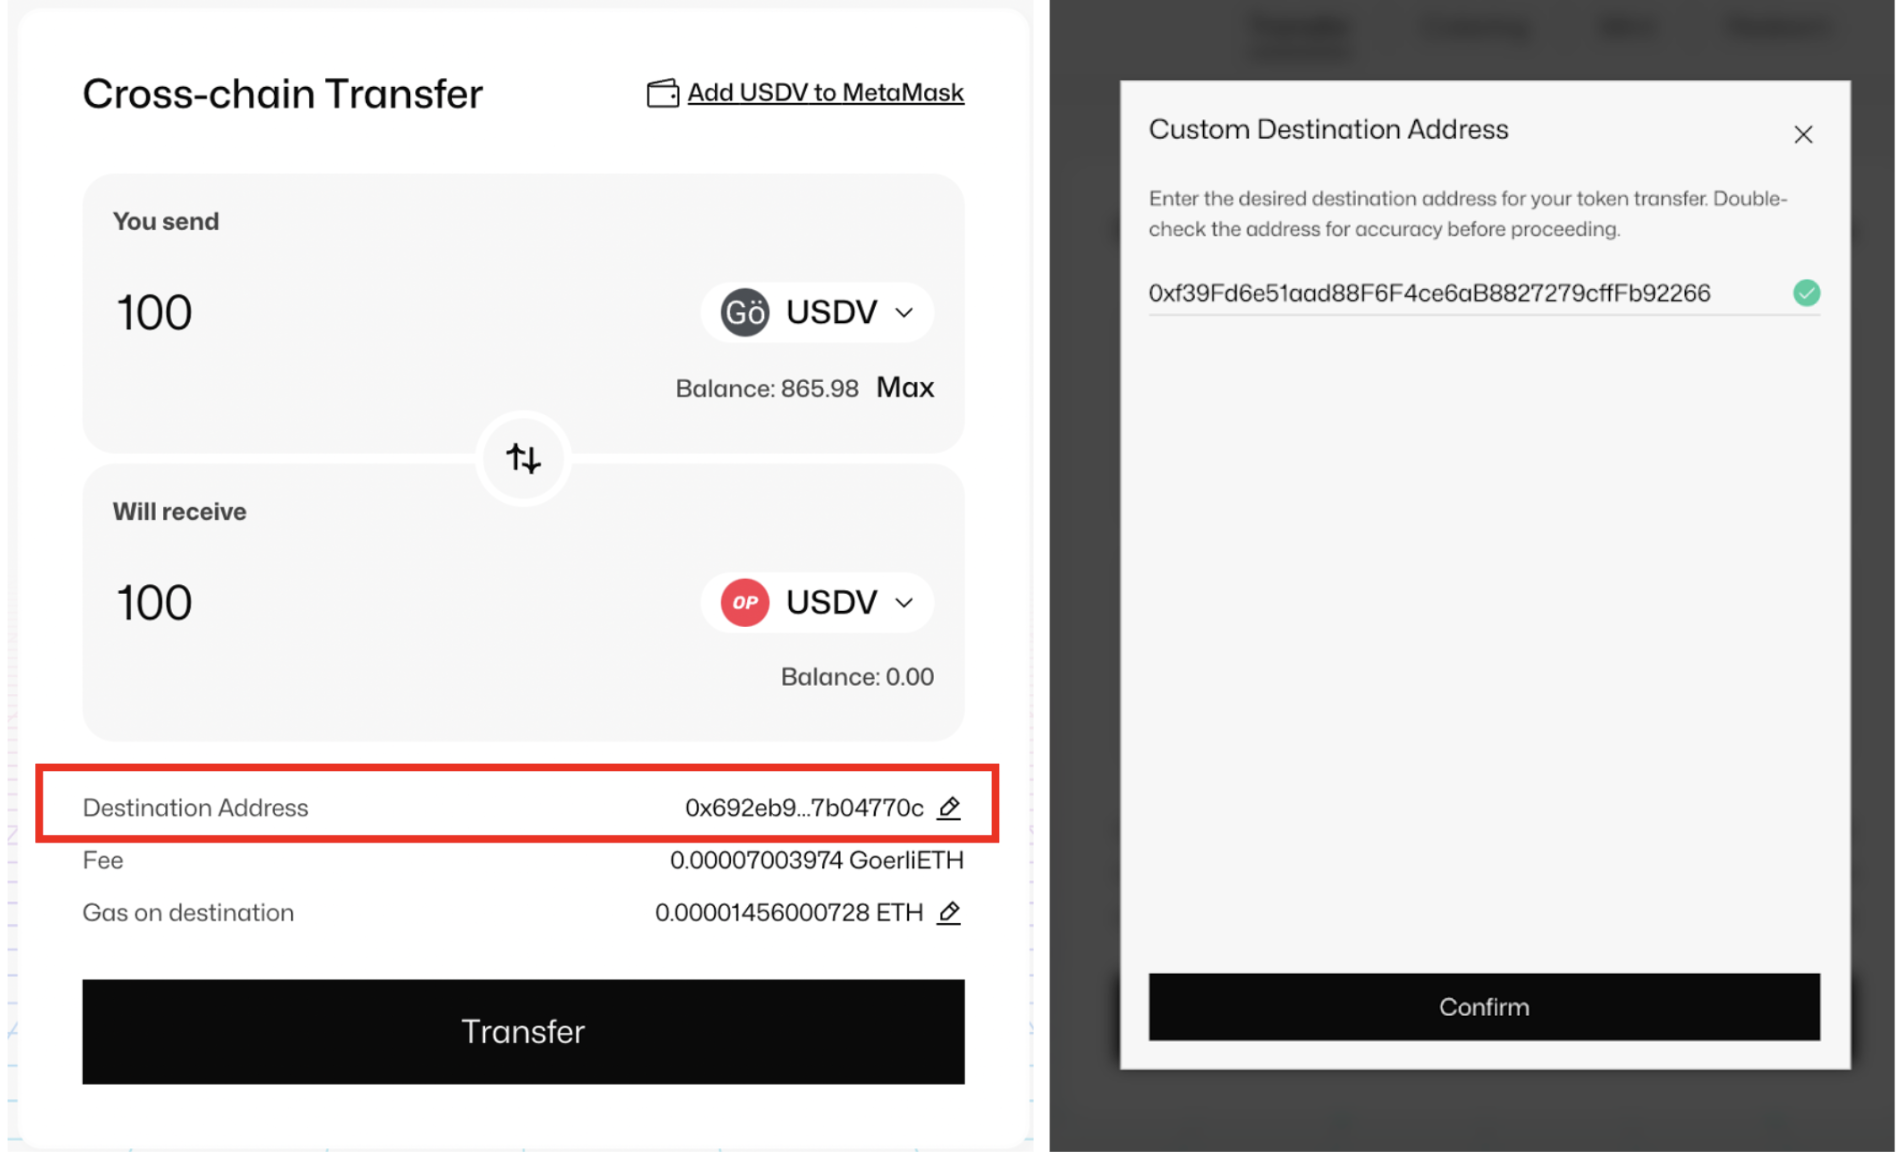 Cross-chain Transfer
Add USDV to MetaMask
You send
100
Gö USDV
Balance: 865.98 Max
Will receive
100
OP USDV
Balance: 0.00
Destination Address 0x692eb9...7b04770c
Fee 0.00007003974 GoerliETH
Gas on destination 0.00001456000728 ETH
Transfer
Custom Destination Address
Enter the desired destination address for your token transfer. Double-
check the address for accuracy before proceeding.
0xf39Fd6e51aad88F6F4ce6aB8827279cffFb92266
Confirm